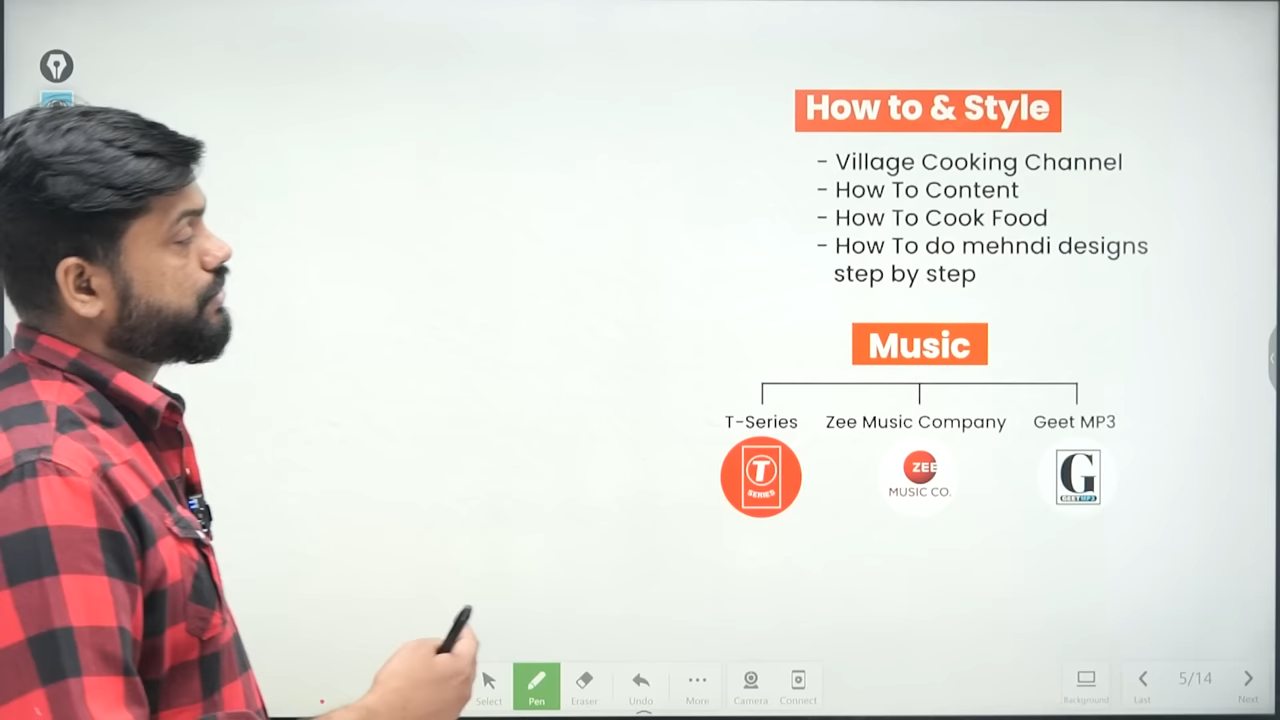 How to & Style
- Village Cooking Channel
- How To Content
- How To Cook Food
- How To do mehndi designs
step by step
Music
T-Series
Zee Music Company
Geet MP3
T
SERIES
ZEE
MUSIC CO.
G
GEET MP3
Select
Pen
Eraser
Undo
More
Camera
Connect
Background
Last
5/14
Next